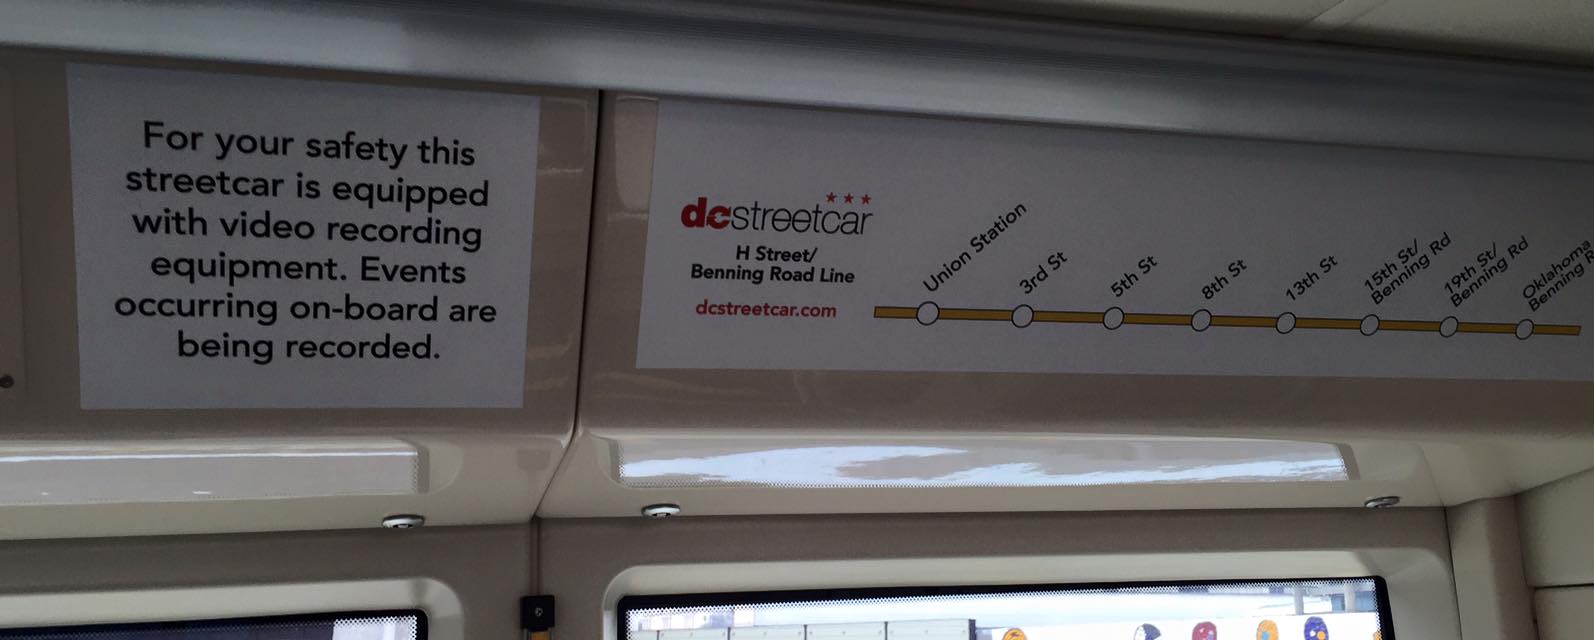 For your safety this
streetcar is equipped
with video recording
equipment. Events
occurring on-board are
being recorded.
dcstreetcar
H Street/
Benning Road Line
dcstreetcar.com
Union Station
3rd St
5th St
8th St
13th St
15th St/
Benning Rd
19th St/
Benning Rd
Oklahoma
Benning